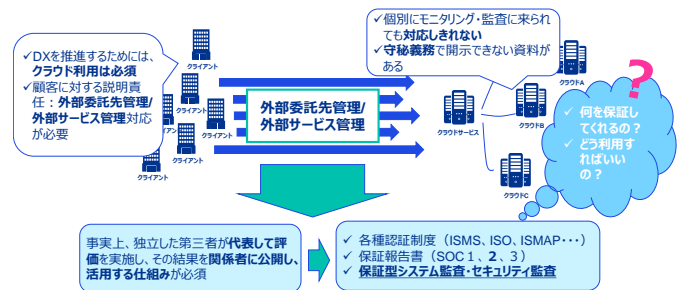 ✓DXを推進するためには、
クラウド利用は必須
✓顧客に対する説明責
任：外部委託先管理/
外部サービス管理対応
が必要
クライアント
クライアント
クライアント
クライアント
クライアント
クライアント
外部委託先管理/
外部サービス管理
✓個別にモニタリング・監査に来られ
ても対応しきれない
✓守秘義務で開示できない資料が
ある
クラウドサービス
クラウドA
クラウドB
クラウドC
?
✓ 何を保証し
てくれるの？
✓ どう利用す
ればいい
の？
事実上、独立した第三者が代表して評
価を実施し、その結果を関係者に公開し、
活用する仕組みが必須
✓ 各種認証制度（ISMS、ISO、ISMAP・・・）
✓ 保証報告書（SOC１、２、３）
✓ 保証型システム監査・セキュリティ監査